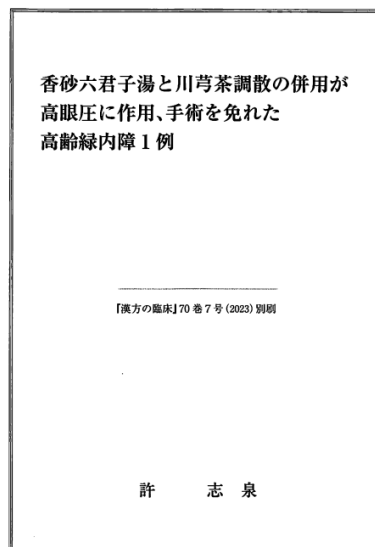 香砂六君子湯と川芎茶調散の併用が
高眼圧に作用、手術を免れた
高齢緑内障1例
『漢方の臨床』70巻7号(2023)別刷
許 志 泉